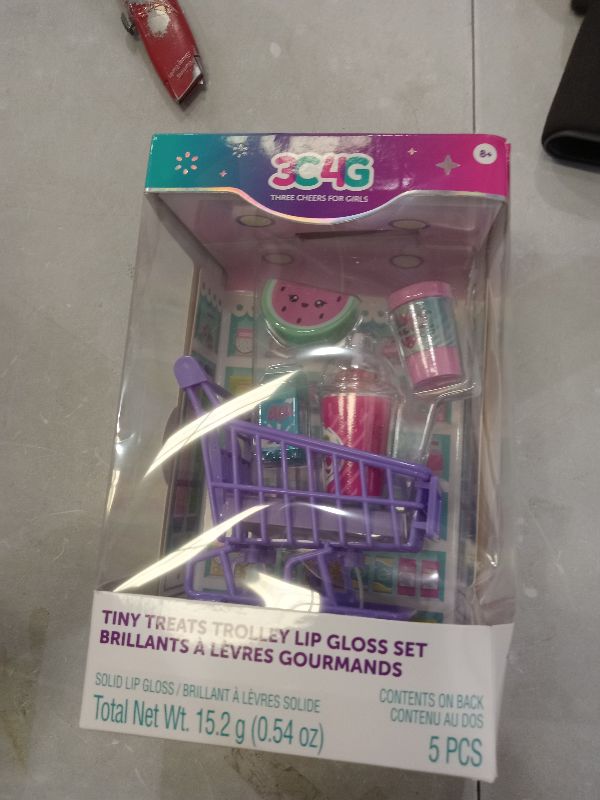 3C4G
THREE CHEERS FOR GIRLS
8+
TINY TREATS TROLLEY LIP GLOSS SET
BRILLANTS À LÈVRES GOURMANDS
SOLID LIP GLOSS / BRILLANT À LÈVRES SOLIDE
Total Net Wt. 15.2 g (0.54 oz)
CONTENTS ON BACK
CONTENU AU DOS
5 PCS